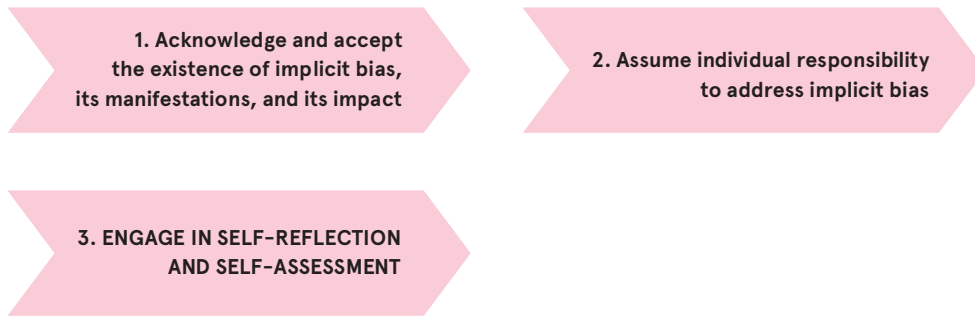 1. Acknowledge and accept
the existence of implicit bias,
its manifestations, and its impact
2. Assume individual responsibility
to address implicit bias
3. ENGAGE IN SELF-REFLECTION
AND SELF-ASSESSMENT